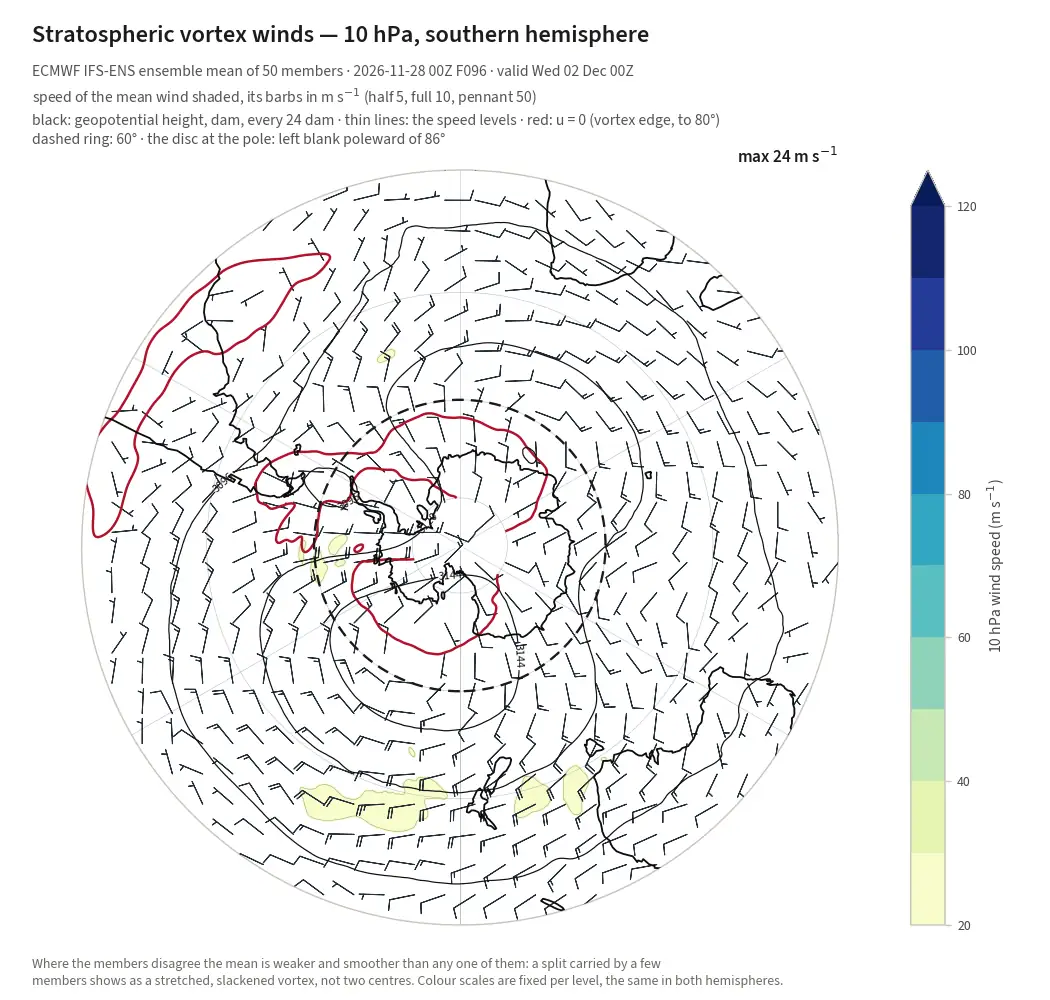 Stratospheric vortex winds — 10 hPa, southern hemisphere
ECMWF IFS-ENS ensemble mean of 50 members · 2026-11-28 00Z F096 · valid Wed 02 Dec 00Z
speed of the mean wind shaded, its barbs in m s⁻¹ (half 5, full 10, pennant 50)
black: geopotential height, dam, every 24 dam · thin lines: the speed levels · red: u = 0 (vortex edge, to 80°)
dashed ring: 60° · the disc at the pole: left blank poleward of 86°
max 24 m s⁻¹
120
100
80
60
40
20
10 hPa wind speed (m s⁻¹)
3144
3144
Where the members disagree the mean is weaker and smoother than any one of them: a split carried by a few
members shows as a stretched, slackened vortex, not two centres. Colour scales are fixed per level, the same in both hemispheres.